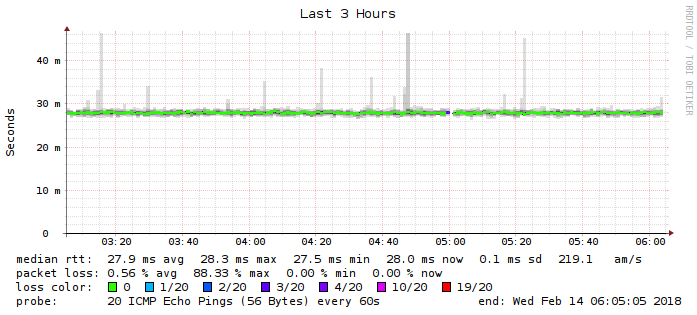 Last 3 Hours
RRDTOOL / TOBI OETIKER
Seconds
40 m
30 m
20 m
10 m
0
03:20 03:40 04:00 04:20 04:40 05:00 05:20 05:40 06:00
median rtt: 27.9 ms avg 28.3 ms max 27.5 ms min 28.0 ms now 0.1 ms sd 219.1 am/s
packet loss: 0.56 % avg 88.33 % max 0.00 % min 0.00 % now
loss color: 0 1/20 2/20 3/20 4/20 10/20 19/20
probe: 20 ICMP Echo Pings (56 Bytes) every 60s end: Wed Feb 14 06:05:05 2018